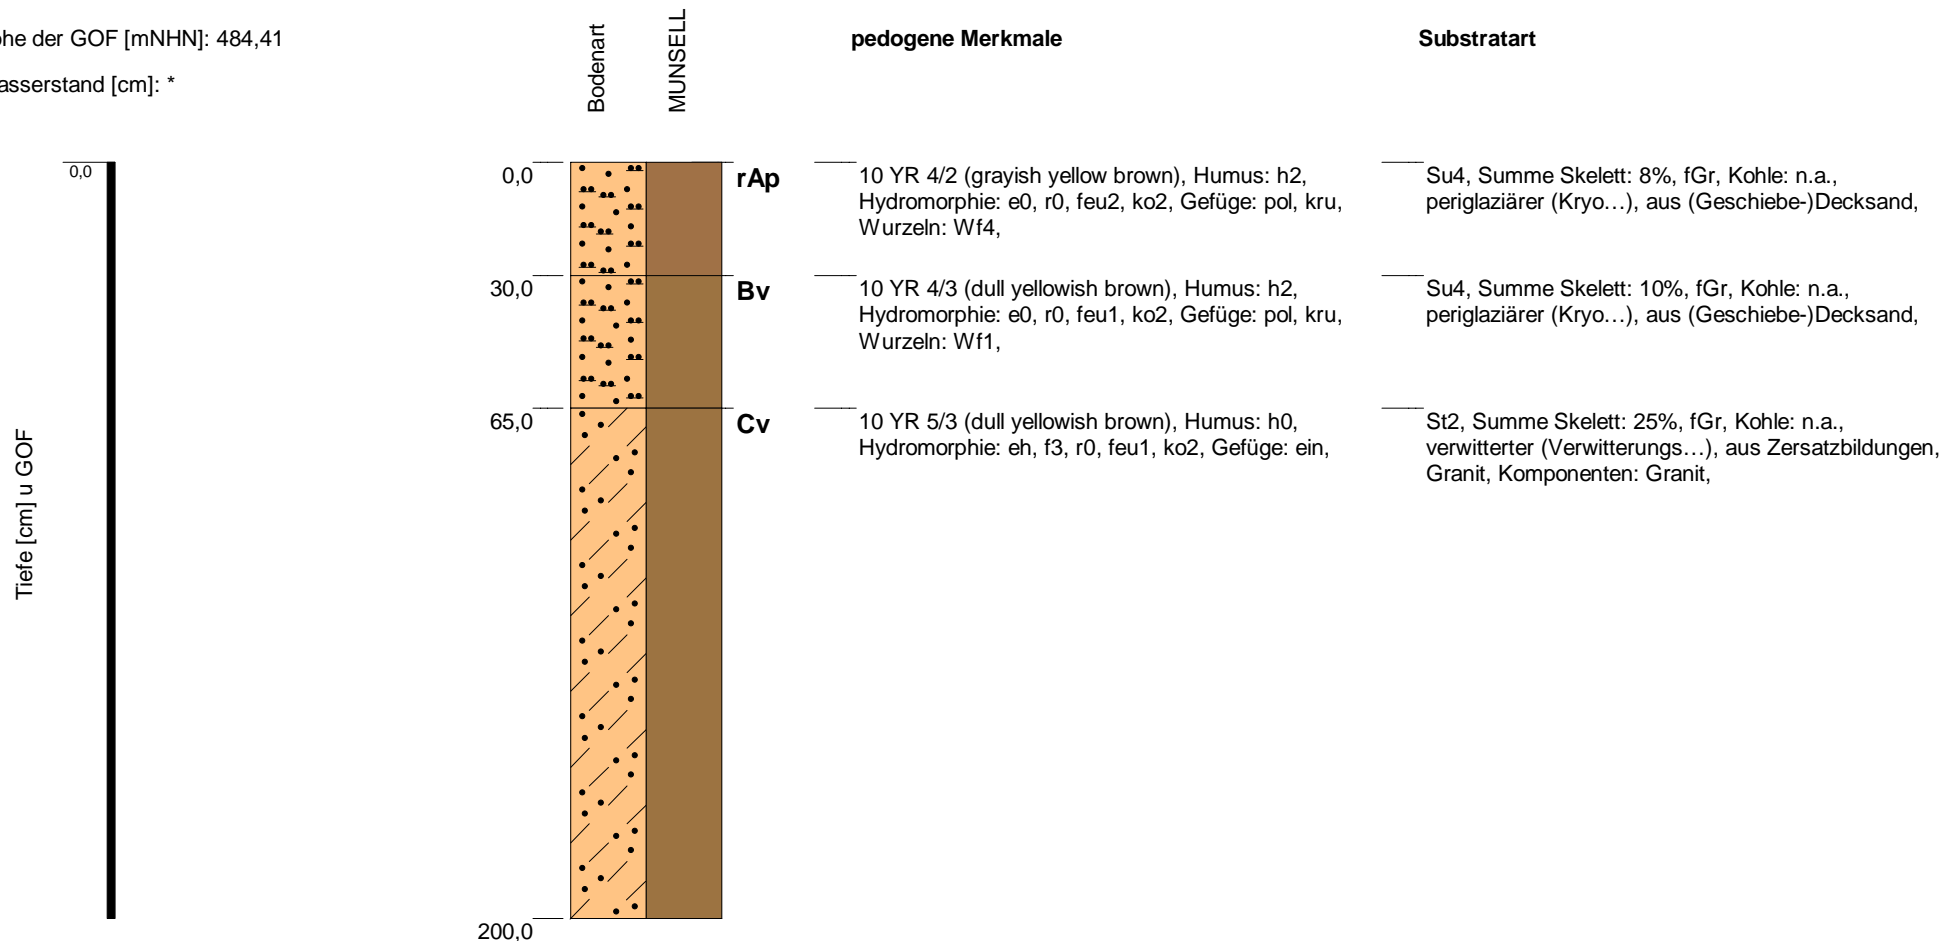 ohe der GOF [mNHN]: 484,41
asserstand [cm]: *
Bodenart
MUNSELL
pedogene Merkmale
Substratart
Tiefe [cm] u GOF
0,0
0,0
rAp
10 YR 4/2 (grayish yellow brown), Humus: h2,
Hydromorphie: e0, r0, feu2, ko2, Gefüge: pol, kru,
Wurzeln: Wf4,
Su4, Summe Skelett: 8%, fGr, Kohle: n.a.,
periglaziärer (Kryo…), aus (Geschiebe-)Decksand,
30,0
Bv
10 YR 4/3 (dull yellowish brown), Humus: h2,
Hydromorphie: e0, r0, feu1, ko2, Gefüge: pol, kru,
Wurzeln: Wf1,
Su4, Summe Skelett: 10%, fGr, Kohle: n.a.,
periglaziärer (Kryo…), aus (Geschiebe-)Decksand,
65,0
Cv
10 YR 5/3 (dull yellowish brown), Humus: h0,
Hydromorphie: eh, f3, r0, feu1, ko2, Gefüge: ein,
St2, Summe Skelett: 25%, fGr, Kohle: n.a.,
verwitterter (Verwitterungs…), aus Zersatzbildungen,
Granit, Komponenten: Granit,
200,0